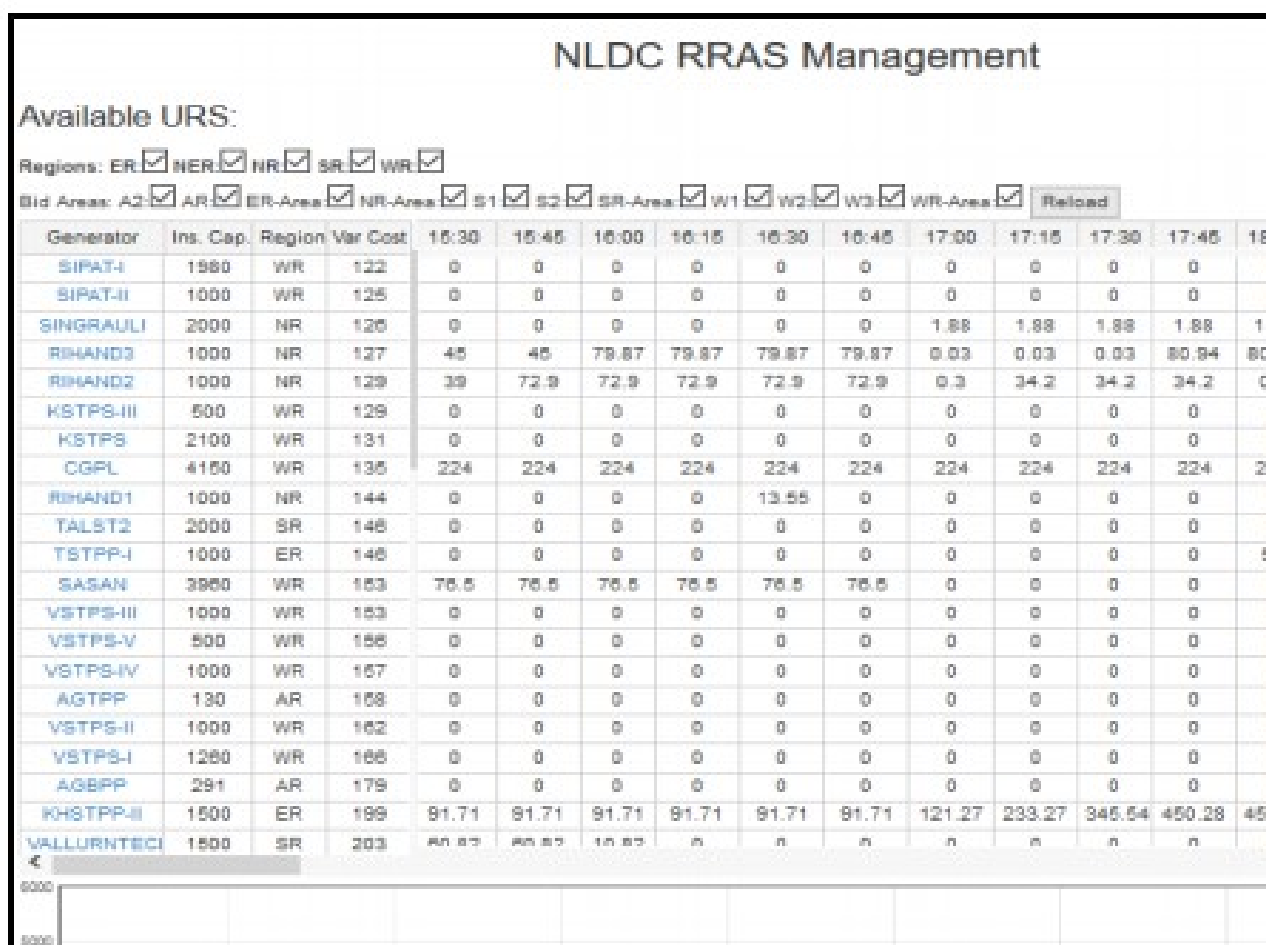 NLDC RRAS Management
Available URS:
Regions: ER: NER: NR: SR: WR:
Bid Areas: A2: AR: ER-Area: NR-Area: S1: S2: SR-Area: W1: W2: W3: WR-Area: Reload
Generator Ins. Cap. Region Var Cost 15:30 15:45 16:00 16:15 16:30 16:45 17:00 17:15 17:30 17:45 18
SIPAT-I 1980 WR 122 0 0 0 0 0 0 0 0 0 0
SIPAT-II 1000 WR 125 0 0 0 0 0 0 0 0 0 0
SINGRAULI 2000 NR 126 0 0 0 0 0 0 1.88 1.88 1.88 1.88 1
RIHAND3 1000 NR 127 45 45 79.87 79.87 79.87 79.87 0.03 0.03 0.03 80.94 80
RIHAND2 1000 NR 129 39 72.9 72.9 72.9 72.9 72.9 0.3 34.2 34.2 34.2 0
KSTPS-III 500 WR 129 0 0 0 0 0 0 0 0 0 0
KSTPS 2100 WR 131 0 0 0 0 0 0 0 0 0 0
CGPL 4150 WR 135 224 224 224 224 224 224 224 224 224 224 2
RIHAND1 1000 NR 144 0 0 0 0 13.55 0 0 0 0 0
TALST2 2000 SR 146 0 0 0 0 0 0 0 0 0 0
TSTPP-I 1000 ER 146 0 0 0 0 0 0 0 0 0 0 5
SASAN 3960 WR 153 76.5 76.5 76.5 76.5 76.5 76.5 0 0 0 0
VSTPS-III 1000 WR 153 0 0 0 0 0 0 0 0 0 0
VSTPS-V 500 WR 156 0 0 0 0 0 0 0 0 0 0
VSTPS-IV 1000 WR 157 0 0 0 0 0 0 0 0 0 0
AGTPP 130 AR 158 0 0 0 0 0 0 0 0 0 0
VSTPS-II 1000 WR 162 0 0 0 0 0 0 0 0 0 0
VSTPS-I 1260 WR 166 0 0 0 0 0 0 0 0 0 0
AGBPP 291 AR 179 0 0 0 0 0 0 0 0 0 0
KHSTPP-II 1500 ER 199 91.71 91.71 91.71 91.71 91.71 91.71 121.27 233.27 345.54 450.28 45
VALLURNTECI 1500 SR 203 60.82 60.82 10.82 0 0 0 0 0 0 0
6000
5000